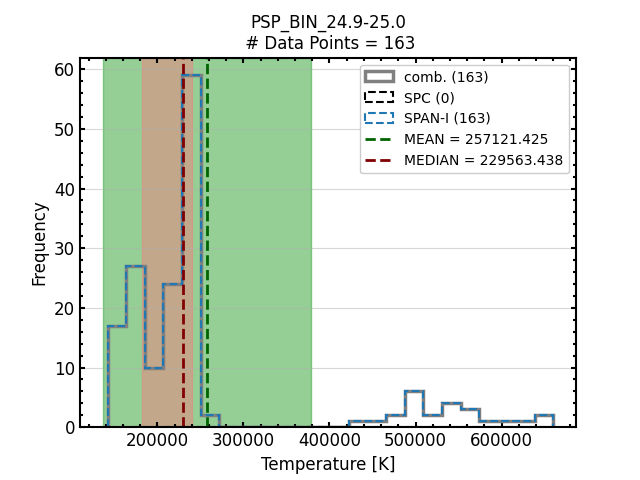 PSP_BIN_24.9-25.0
# Data Points = 163
comb. (163)
SPC (0)
SPAN-I (163)
MEAN = 257121.425
MEDIAN = 229563.438
Frequency
60
50
40
30
20
10
0
200000 300000 400000 500000 600000
Temperature [K]